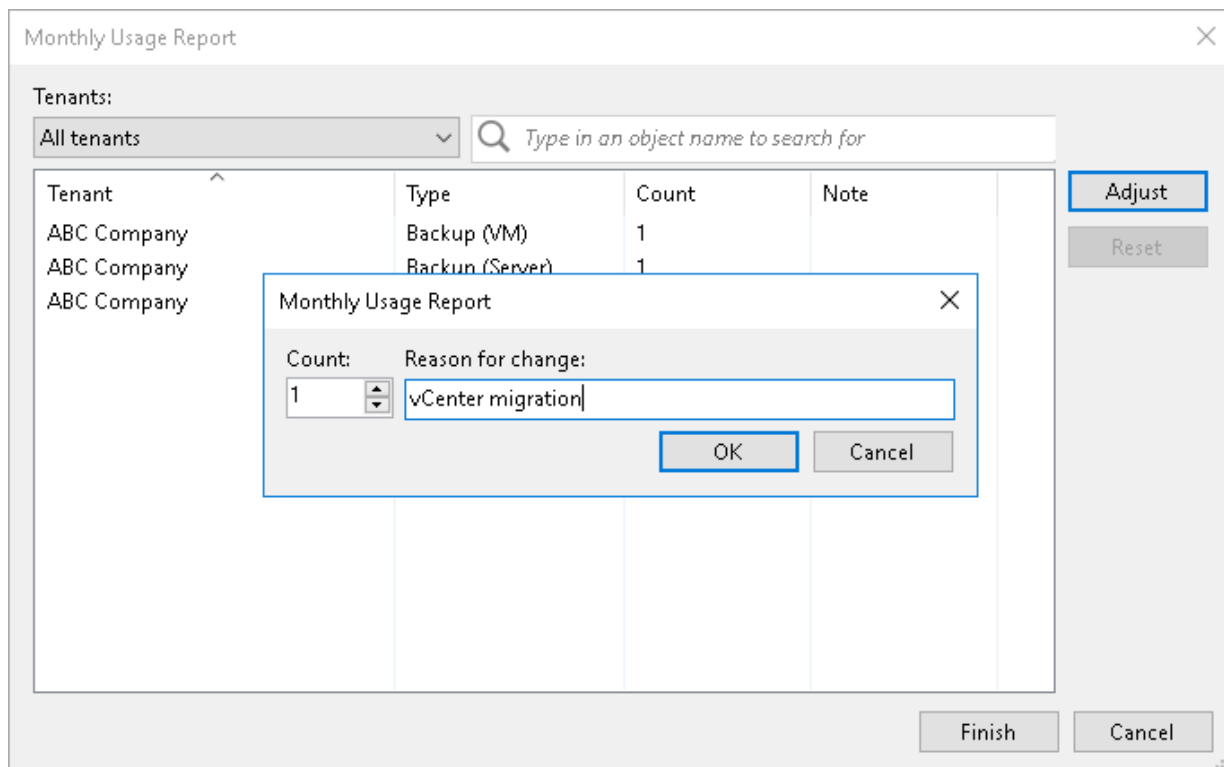 Monthly Usage Report
Tenants:
All tenants
Type in an object name to search for
Tenant Type Count Note
Adjust
ABC Company Backup (VM) 1
Reset
ABC Company Backup (Server) 1
ABC Company
Monthly Usage Report
Count: Reason for change:
1 vCenter migration
OK Cancel
Finish Cancel